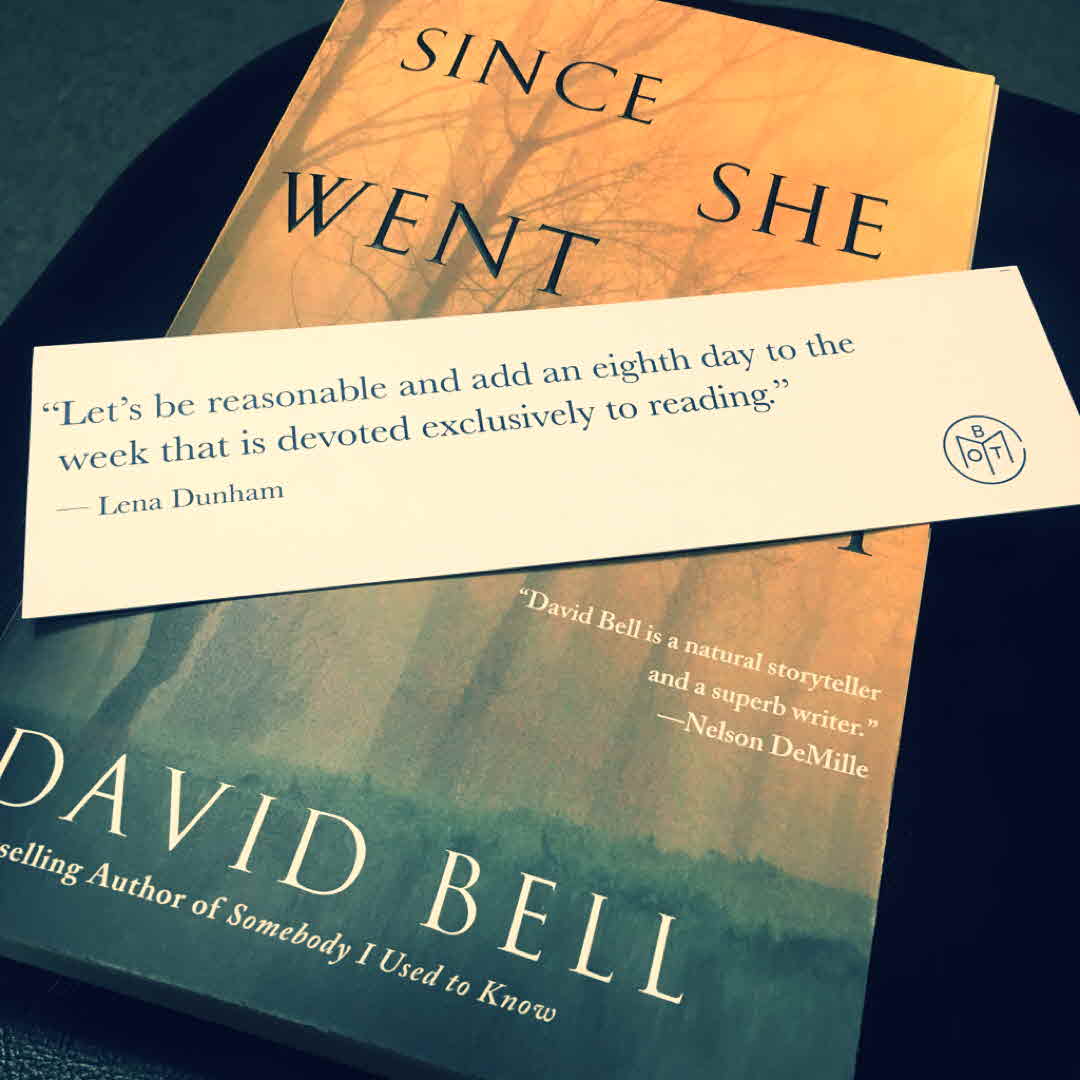 SINCE
SHE
WENT
“Let’s be reasonable and add an eighth day to the
week that is devoted exclusively to reading.”
— Lena Dunham
B
O T
“David Bell is a natural storyteller
and a superb writer.”
—Nelson DeMille
DAVID BELL
selling Author of Somebody I Used to Know